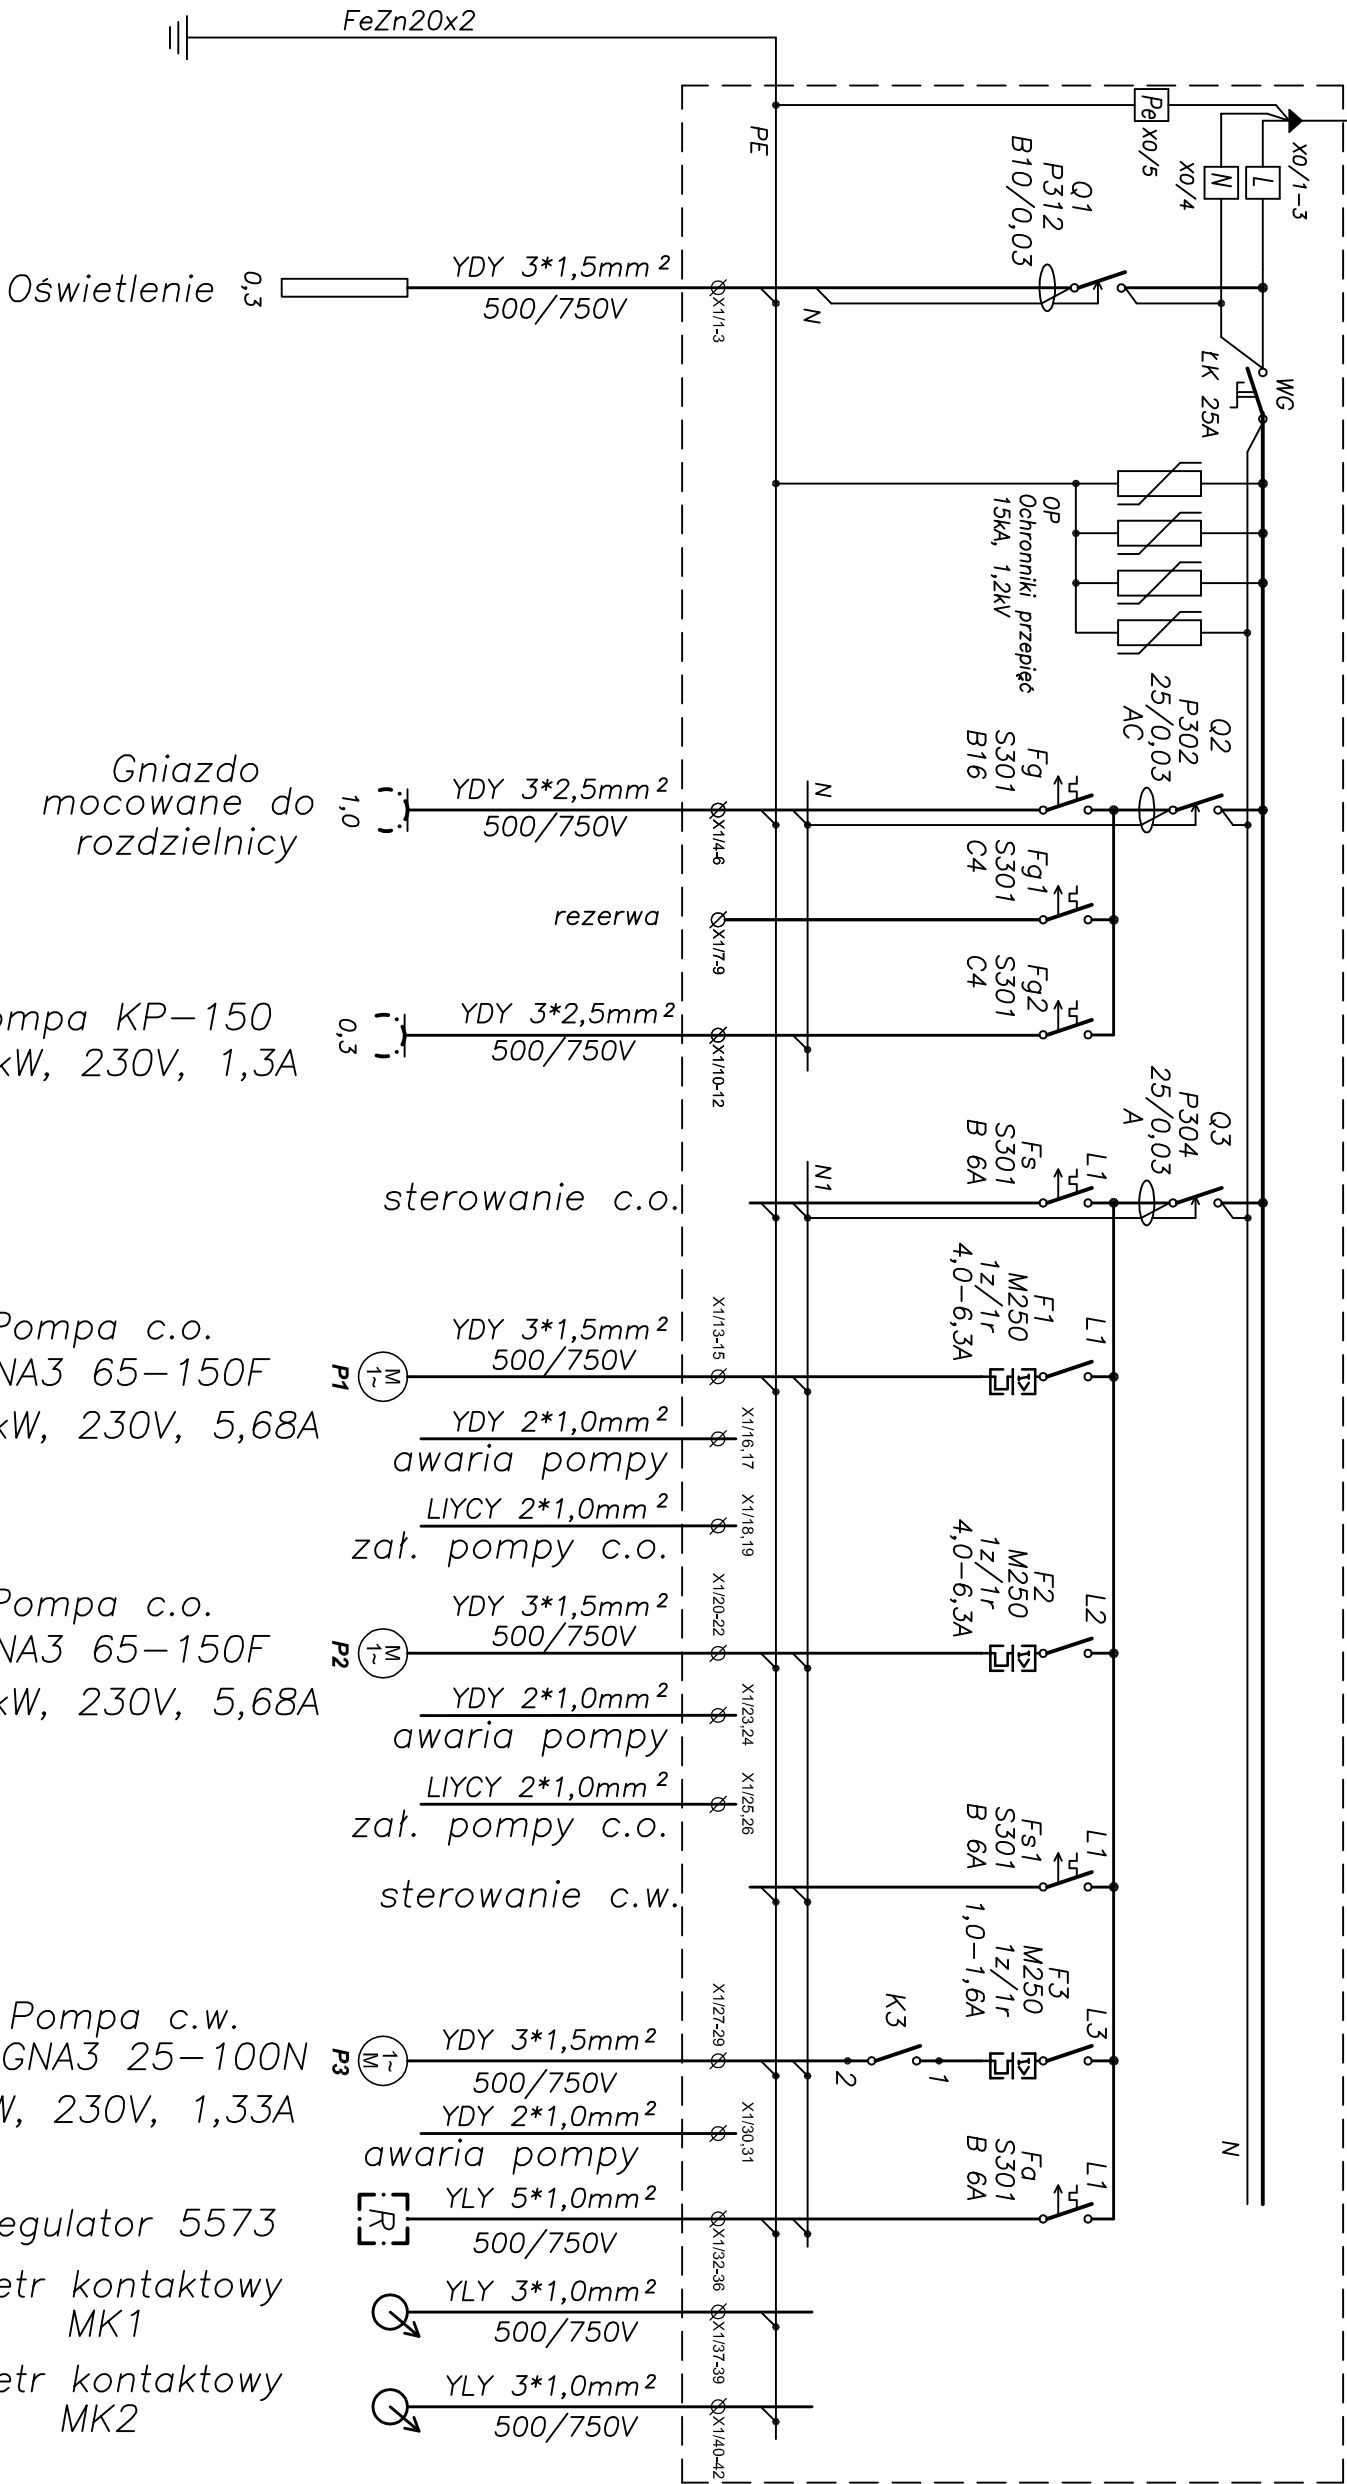 FeZn20x2
PE
Pe
x0/5
x0/1-3
L
N
x0/4
Q1
P312
B10/0,03
Oświetlenie
0,3
YDY 3*1,5mm²
500/750V
X1/1-3
N
WG
ŁK 25A
OP
Ochronniki przepięć
15kA, 1,2kV
Q2
P302
25/0,03
AC
Fg
S301
B16
N
Gniazdo
mocowane do
rozdzielnicy
1,0
YDY 3*2,5mm²
500/750V
X1/4-6
Fg1
S301
C4
rezerwa
X1/7-9
Fg2
S301
C4
ompa KP-150
kW, 230V, 1,3A
0,3
YDY 3*2,5mm²
500/750V
X1/10-12
Q3
P304
25/0,03
A
L1
Fs
S301
B 6A
N1
sterowanie c.o.
L1
F1
M250
1z/1r
4,0-6,3A
Pompa c.o.
NA3 65-150F
kW, 230V, 5,68A
P1
M
1~
YDY 3*1,5mm²
500/750V
X1/13-15
YDY 2*1,0mm²
awaria pompy
X1/16,17
LIYCY 2*1,0mm²
zał. pompy c.o.
X1/18,19
L2
F2
M250
1z/1r
4,0-6,3A
Pompa c.o.
NA3 65-150F
kW, 230V, 5,68A
P2
M
1~
YDY 3*1,5mm²
500/750V
X1/20-22
YDY 2*1,0mm²
awaria pompy
X1/23,24
LIYCY 2*1,0mm²
zał. pompy c.o.
X1/25,26
L1
Fs1
S301
B 6A
sterowanie c.w.
L3
F3
M250
1z/1r
1,0-1,6A
K3
1
2
Pompa c.w.
GNA3 25-100N
W, 230V, 1,33A
P3
1~
M
YDY 3*1,5mm²
500/750V
X1/27-29
YDY 2*1,0mm²
awaria pompy
X1/30,31
N
L1
Fa
S301
B 6A
egulator 5573
R
YLY 5*1,0mm²
500/750V
X1/32-36
etr kontaktowy
MK1
YLY 3*1,0mm²
500/750V
X1/37-39
etr kontaktowy
MK2
YLY 3*1,0mm²
500/750V
X1/40-42